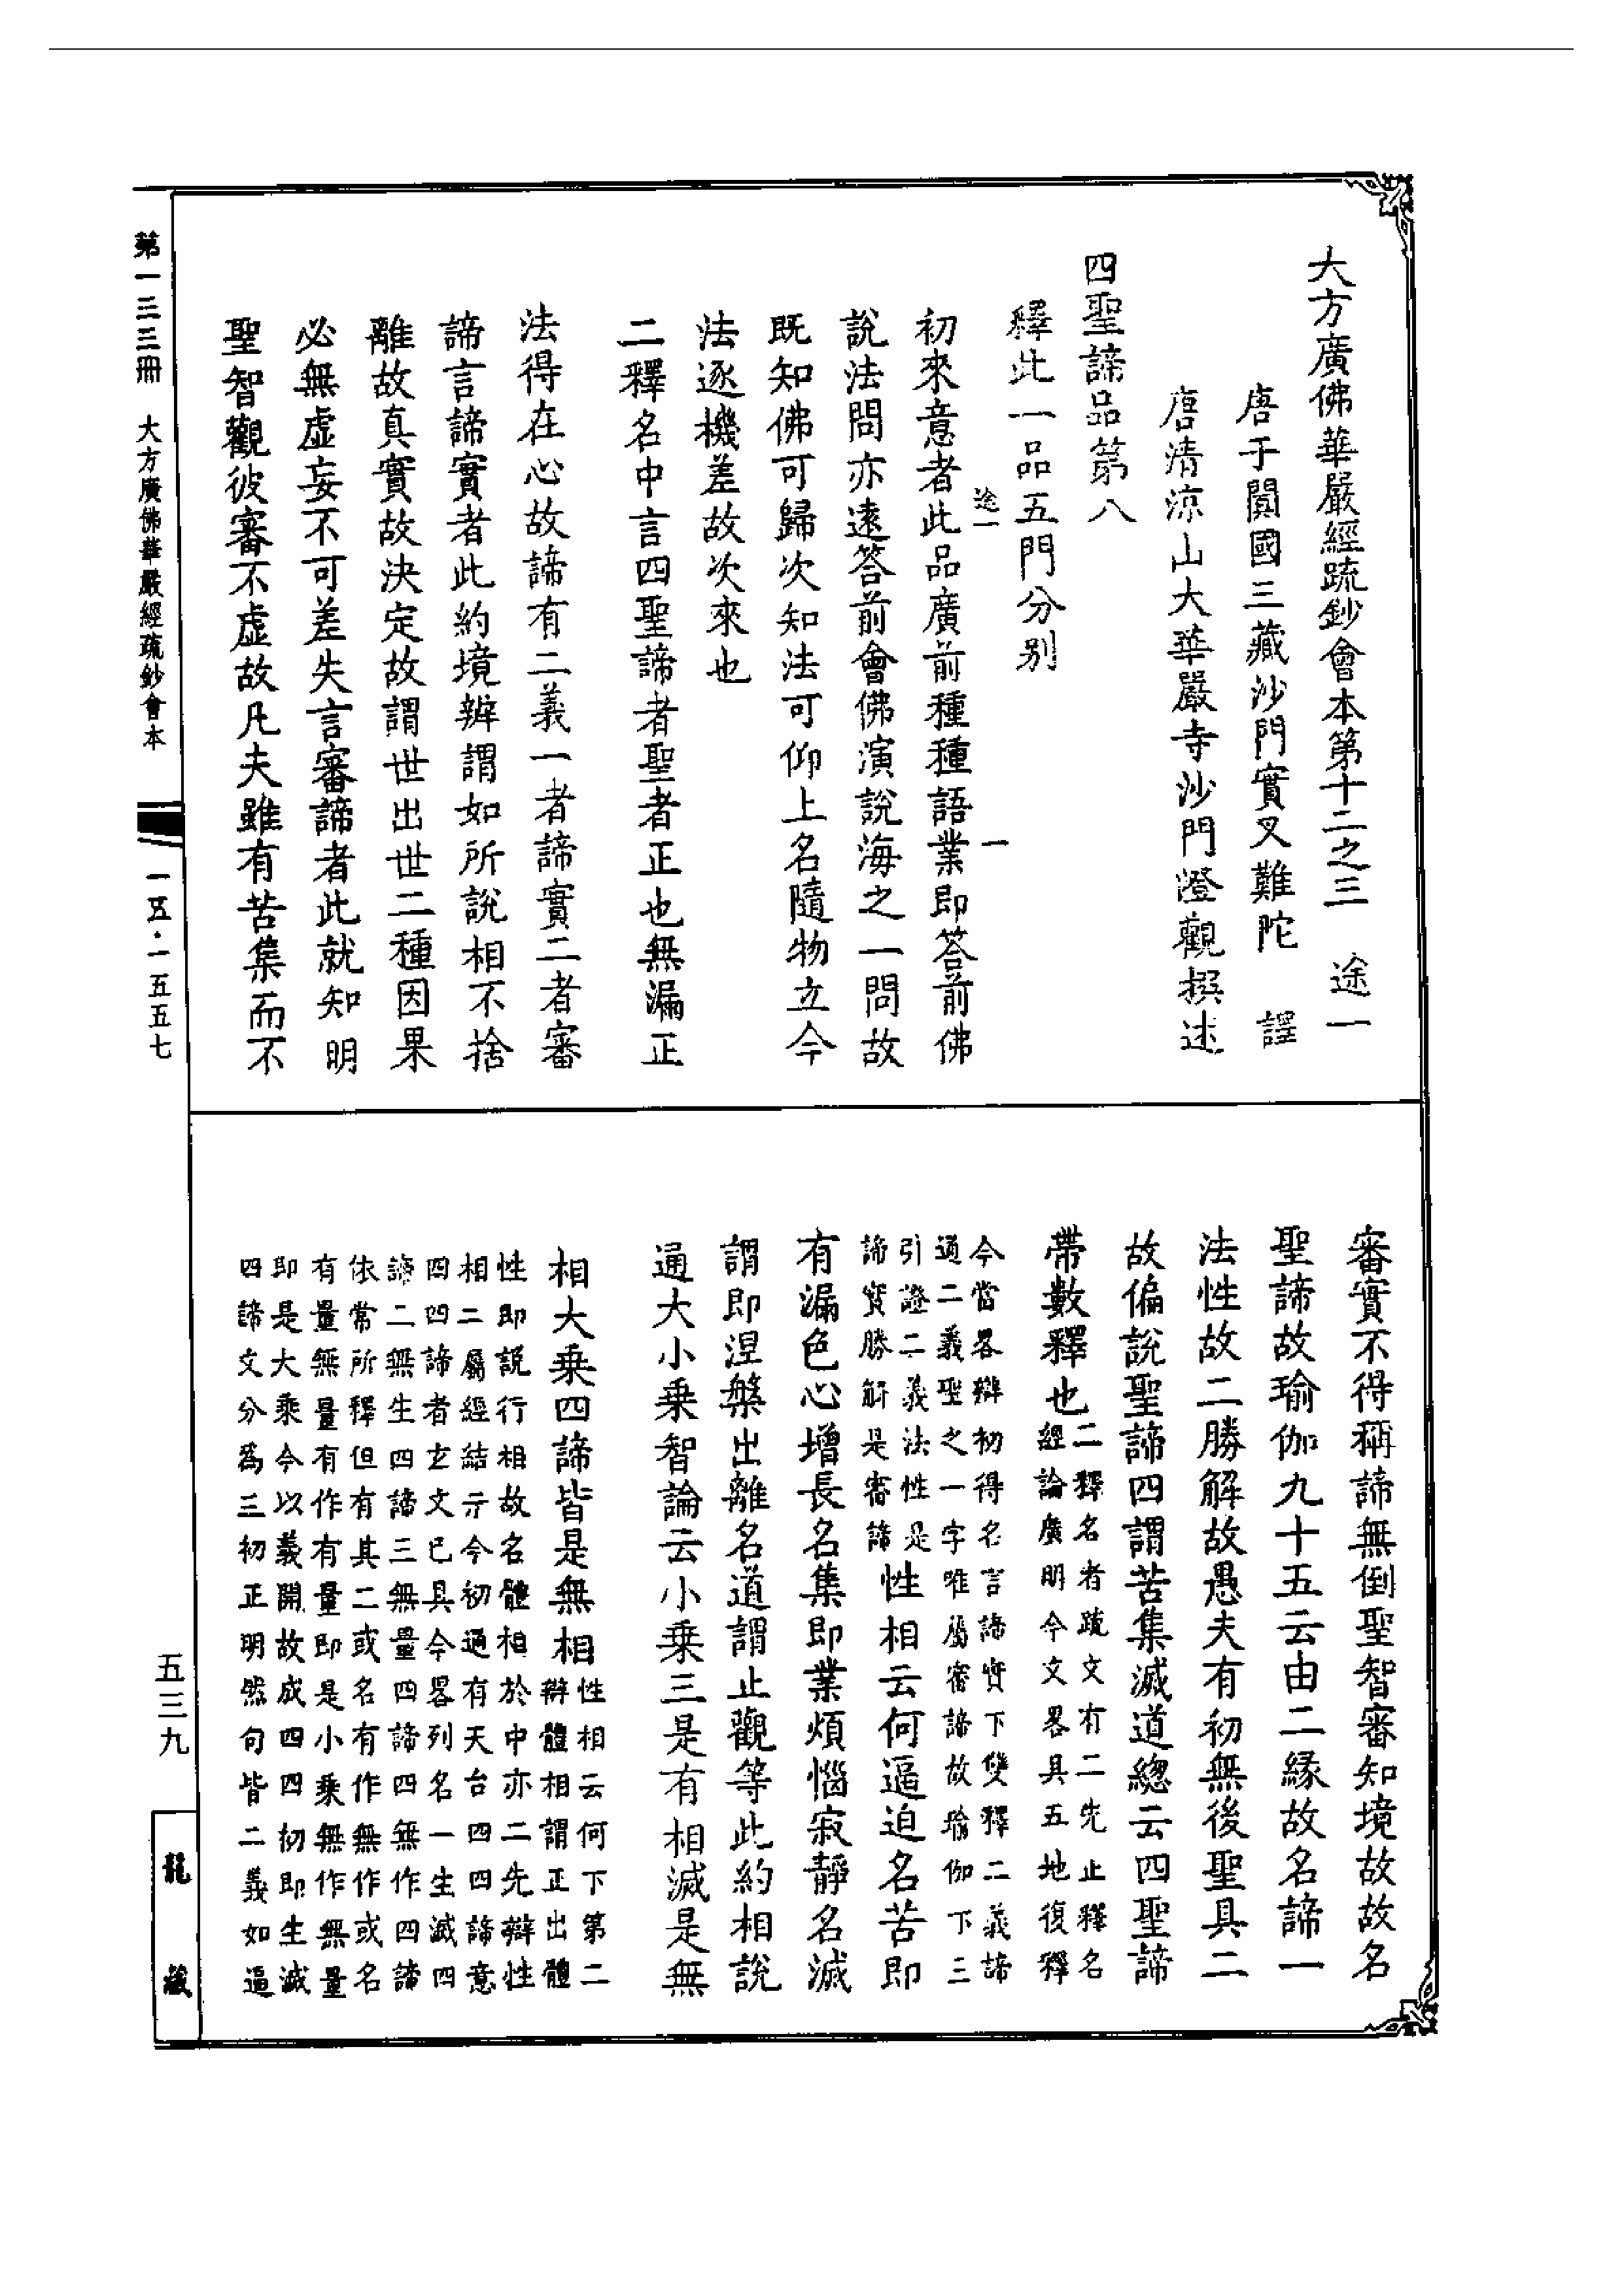 大方廣佛華嚴經疏鈔會本第十二之三　途一
唐于闐國三藏沙門實叉難陀　譯
唐清涼山大華嚴寺沙門澄觀撰述
四聖諦品第八
釋此一品五門分別
途一　一
初來意者此品廣前種種語業即答前佛
說法問亦遠答前會佛演說海之一問故
既知佛可歸次知法可仰上名隨物立今
法逐機差故次來也
二釋名中言四聖諦者聖者正也無漏正
法得在心故諦有二義一者諦實二者審
諦言諦實者此約境辨謂如所說相不捨
離故真實故決定故謂世出世二種因果
必無虛妄不可差失言審諦者此就知明
聖智觀彼審不虛故凡夫雖有苦集而不
審實不得稱諦無倒聖智審知境故故名
聖諦故瑜伽九十五云由二緣故名諦一
法性故二勝解故愚夫有初無後聖具二
故偏說聖諦四謂苦集滅道總云四聖諦
帶數釋也
二釋名者疏文有二先止釋名
經論廣明今文畧具五地復釋
今當畧辯初得名言諦實下雙釋二義諦
通二義聖之一字唯屬審諦故瑜伽下三
引證二義法性是
諦實勝解是審諦
性相云何逼迫名苦即
有漏色心增長名集即業煩惱寂靜名滅
謂即涅槃出離名道謂止觀等此約相說
通大小乘智論云小乘三是有相滅是無
相大乘四諦皆是無相
性相云何下第二
辯體相謂正出體
性即說行相故名體相於中亦二先辯性
相二屬經結示今初通有天台四四諦意
四四諦者玄文已具今畧列名一生滅四
諦二無生四諦三無量四諦四無作四諦
依常所釋但有其二或名有作無作或名
有量無量有作有量即是小乘無作無量
即是大乘今以義開故成四四初即生滅
四諦文分為三初正明然句皆二義如逼
第一三三冊　大方廣佛華嚴經疏鈔會本
一五·一五五七
五三九
龍藏